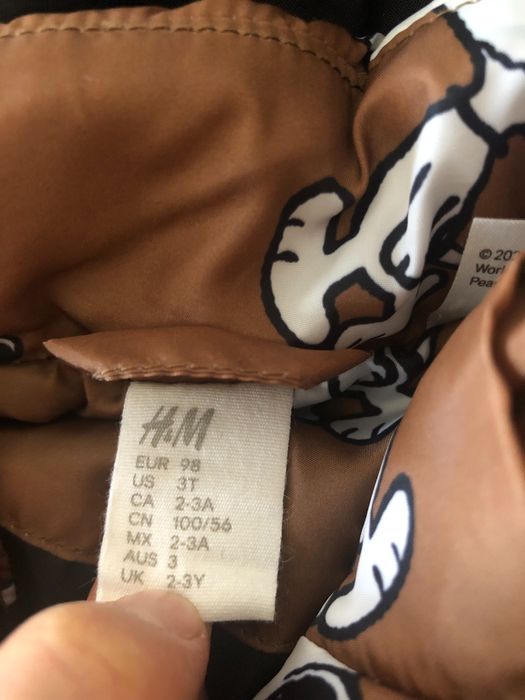 H&M
EUR 98
US 3T
CA 2-3A
CN 100/56
MX 2-3A
AUS 3
UK 2-3Y
©